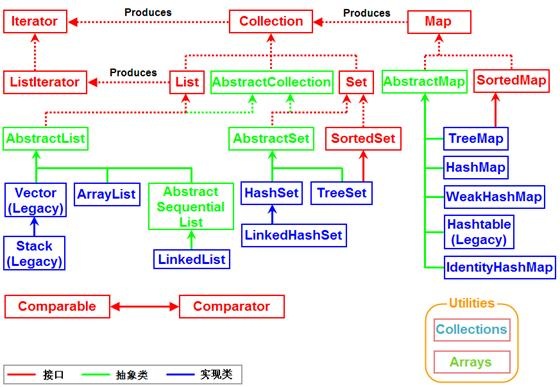 Iterator
Produces
Collection
Produces
Map
ListIterator
Produces
List
AbstractCollection
Set
AbstractMap
SortedMap
AbstractList
AbstractSet
SortedSet
TreeMap
HashMap
Vector
(Legacy)
ArrayList
Abstract
Sequential
List
HashSet
TreeSet
WeakHashMap
Stack
(Legacy)
LinkedList
LinkedHashSet
Hashtable
(Legacy)
IdentityHashMap
Comparable
Comparator
Utilities
Collections
Arrays
接口
抽象类
实现类